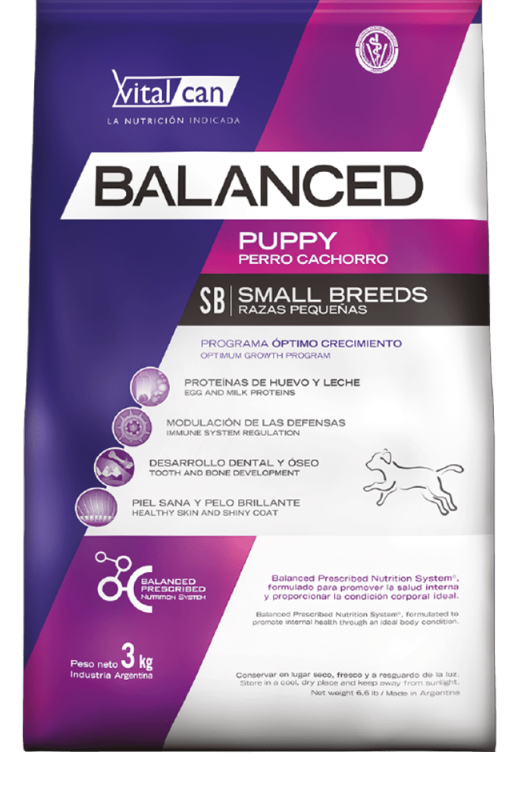 Vital can
LA NUTRICIÓN INDICADA
BALANCED
PUPPY
PERRO CACHORRO
SB SMALL BREEDS
RAZAS PEQUEÑAS
PROGRAMA ÓPTIMO CRECIMIENTO
OPTIMUM GROWTH PROGRAM
PROTEÍNAS DE HUEVO Y LECHE
EGG AND MILK PROTEINS
MODULACIÓN DE LAS DEFENSAS
IMMUNE SYSTEM REGULATION
DESARROLLO DENTAL Y ÓSEO
TOOTH AND BONE DEVELOPMENT
PIEL SANA Y PELO BRILLANTE
HEALTHY SKIN AND SHINY COAT
BALANCED
PRESCRIBED
NUTRITION SYSTEM
Balanced Prescribed Nutrition System®,
formulado para promover la salud interna
y proporcionar la condición corporal ideal.
Balanced Prescribed Nutrition System®, formulated to
promote internal health through an ideal body condition.
Peso neto 3 kg
Industria Argentina
Conservar en lugar seco, fresco y a resguardo de la luz.
Store in a cool, dry place and keep away from sunlight.
Net weight 6,6 lb / Made in Argentina